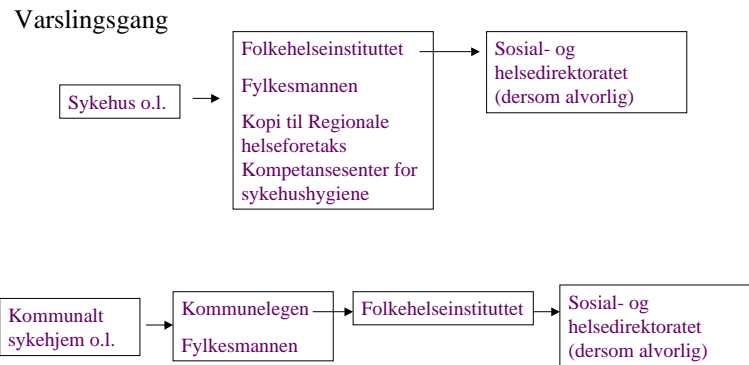 Varslingsgang
Sykehus o.l.
Folkehelseinstituttet
Fylkesmannen
Kopi til Regionale
helseforetaks
Kompetansesenter for
sykehushygiene
Sosial- og
helsedirektoratet
(dersom alvorlig)
Kommunalt
sykehjem o.l.
Kommunelegen
Fylkesmannen
Folkehelseinstituttet
Sosial- og
helsedirektoratet
(dersom alvorlig)